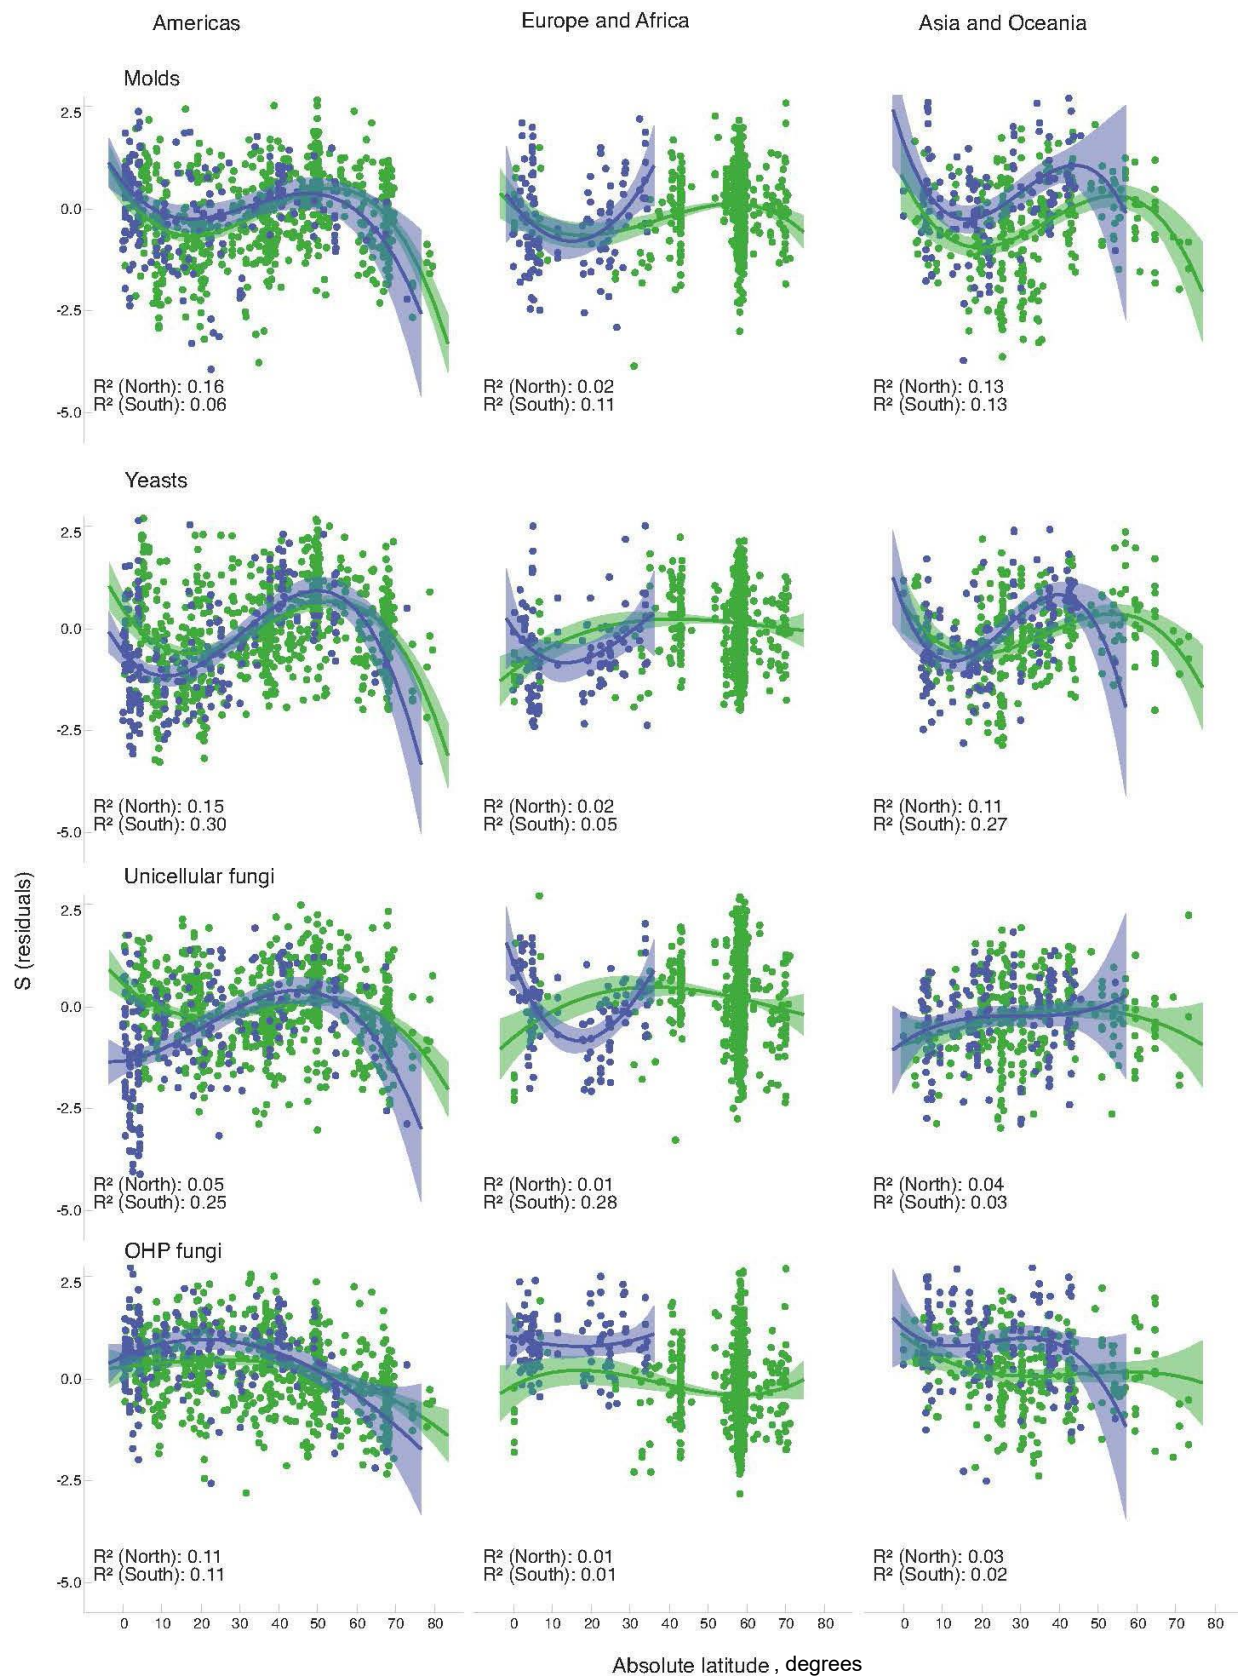 Americas
Europe and Africa
Asia and Oceania
Molds
2.5
0.0
-2.5
-5.0
R² (North): 0.16
R² (South): 0.06
R² (North): 0.02
R² (South): 0.11
R² (North): 0.13
R² (South): 0.13
Yeasts
2.5
0.0
-2.5
-5.0
R² (North): 0.15
R² (South): 0.30
R² (North): 0.02
R² (South): 0.05
R² (North): 0.11
R² (South): 0.27
S (residuals)
Unicellular fungi
2.5
0.0
-2.5
-5.0
R² (North): 0.05
R² (South): 0.25
R² (North): 0.01
R² (South): 0.28
R² (North): 0.04
R² (South): 0.03
OHP fungi
2.5
0.0
-2.5
-5.0
R² (North): 0.11
R² (South): 0.11
R² (North): 0.01
R² (South): 0.01
R² (North): 0.03
R² (South): 0.02
0 10 20 30 40 50 60 70 80
0 10 20 30 40 50 60 70 80
0 10 20 30 40 50 60 70 80
Absolute latitude , degrees